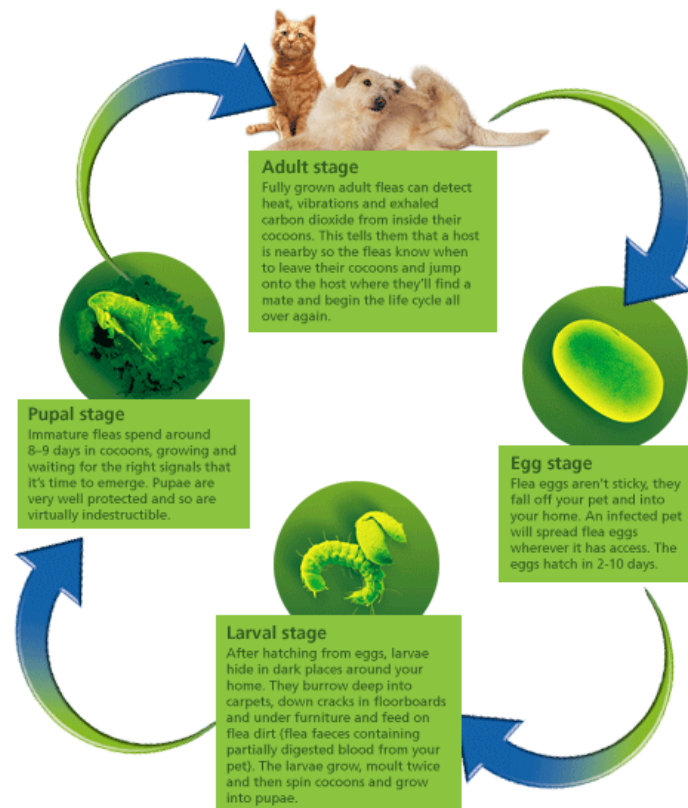 Adult stage
Fully grown adult fleas can detect
heat, vibrations and exhaled
carbon dioxide from inside their
cocoons. This tells them that a host
is nearby so the fleas know when
to leave their cocoons and jump
onto the host where they'll find a
mate and begin the life cycle all
over again.
Egg stage
Flea eggs aren't sticky, they
fall off your pet and into
your home. An infected pet
will spread flea eggs
wherever it has access. The
eggs hatch in 2-10 days.
Larval stage
After hatching from eggs, larvae
hide in dark places around your
home. They burrow deep into
carpets, down cracks in floorboards
and under furniture and feed on
flea dirt (flea faeces containing
partially digested blood from your
pet). The larvae grow, moult twice
and then spin cocoons and grow
into pupae.
Pupal stage
Immature fleas spend around
8–9 days in cocoons, growing and
waiting for the right signals that
it's time to emerge. Pupae are
very well protected and so are
virtually indestructible.